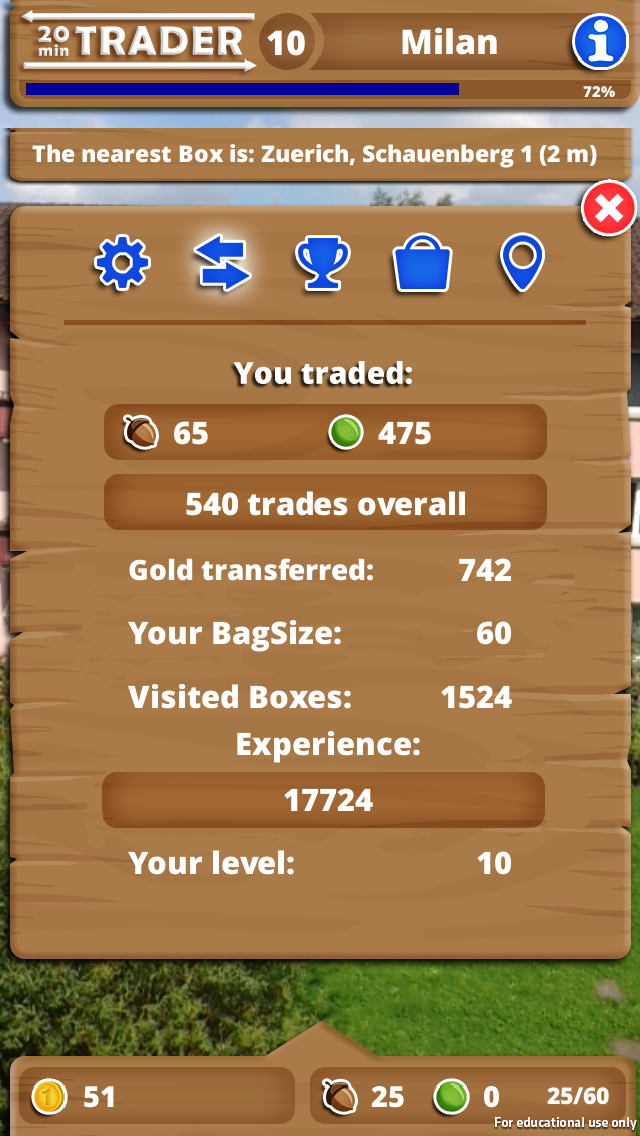 20 min TRADER 10 Milan
72%
The nearest Box is: Zuerich, Schauenberg 1 (2 m)
You traded:
65 475
540 trades overall
Gold transferred: 742
Your BagSize: 60
Visited Boxes: 1524
Experience:
17724
Your level: 10
1 51 25 0 25/60
For educational use only